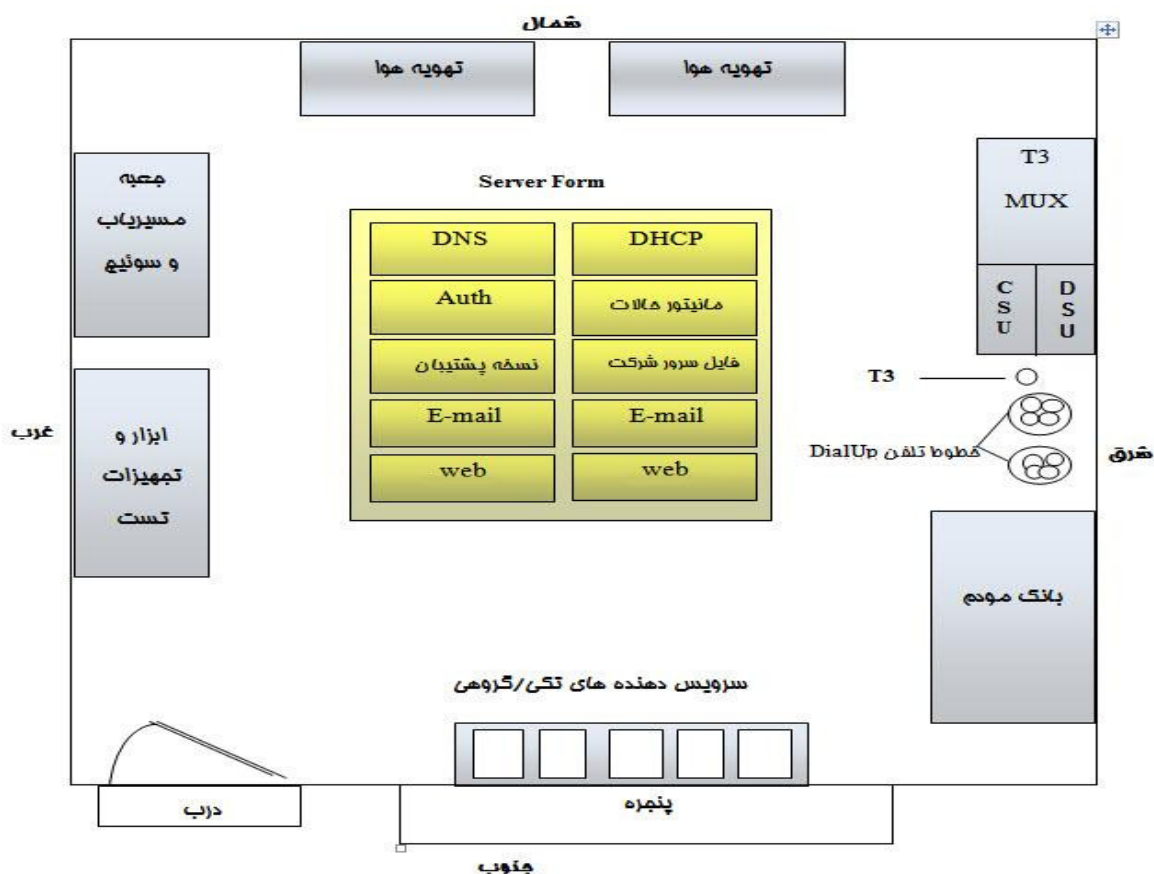 شمال
تهویه هوا
تهویه هوا
جعبه
مسیریاب
و سوئیچ
Server Form
T3
MUX
DNS
DHCP
C
S
U
D
S
U
Auth
مانیتور حالات
نسخه پشتیبان
فایل سرور شرکت
T3
E-mail
E-mail
غرب
ابزار و
تجهیزات
تست
خطوط تلفن DialUp
شرق
web
web
بانک مودم
سرویس دهنده های تکی/گروهی
درب
پنجره
جنوب